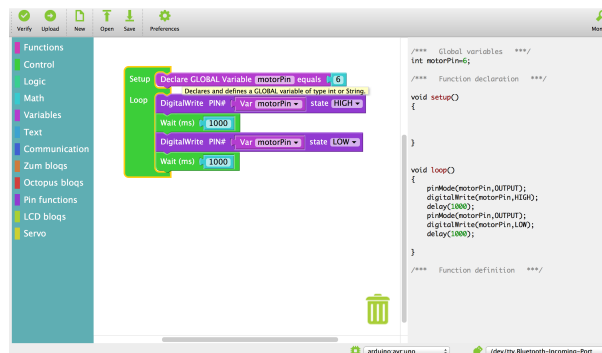 Verify Upload New Open Save Preferences Mon
Functions
Control
Logic
Math
Variables
Text
Communication
Zum bloqs
Octopus bloqs
Pin functions
LCD bloqs
Servo
Setup Declare GLOBAL Variable motorPin equals 6
Declares and defines a GLOBAL variable of type int or String.
Loop DigitalWrite PIN# Var motorPin state HIGH
Wait (ms) 1000
DigitalWrite PIN# Var motorPin state LOW
Wait (ms) 1000
/*** Global variables ***/
int motorPin=6;
/*** Function declaration ***/
void setup()
{
}
void loop()
{
pinMode(motorPin,OUTPUT);
digitalWrite(motorPin,HIGH);
delay(1000);
pinMode(motorPin,OUTPUT);
digitalWrite(motorPin,LOW);
delay(1000);
}
/*** Function definition ***/
arduino:avr:uno /dev/tty.Bluetooth-Incoming-Port